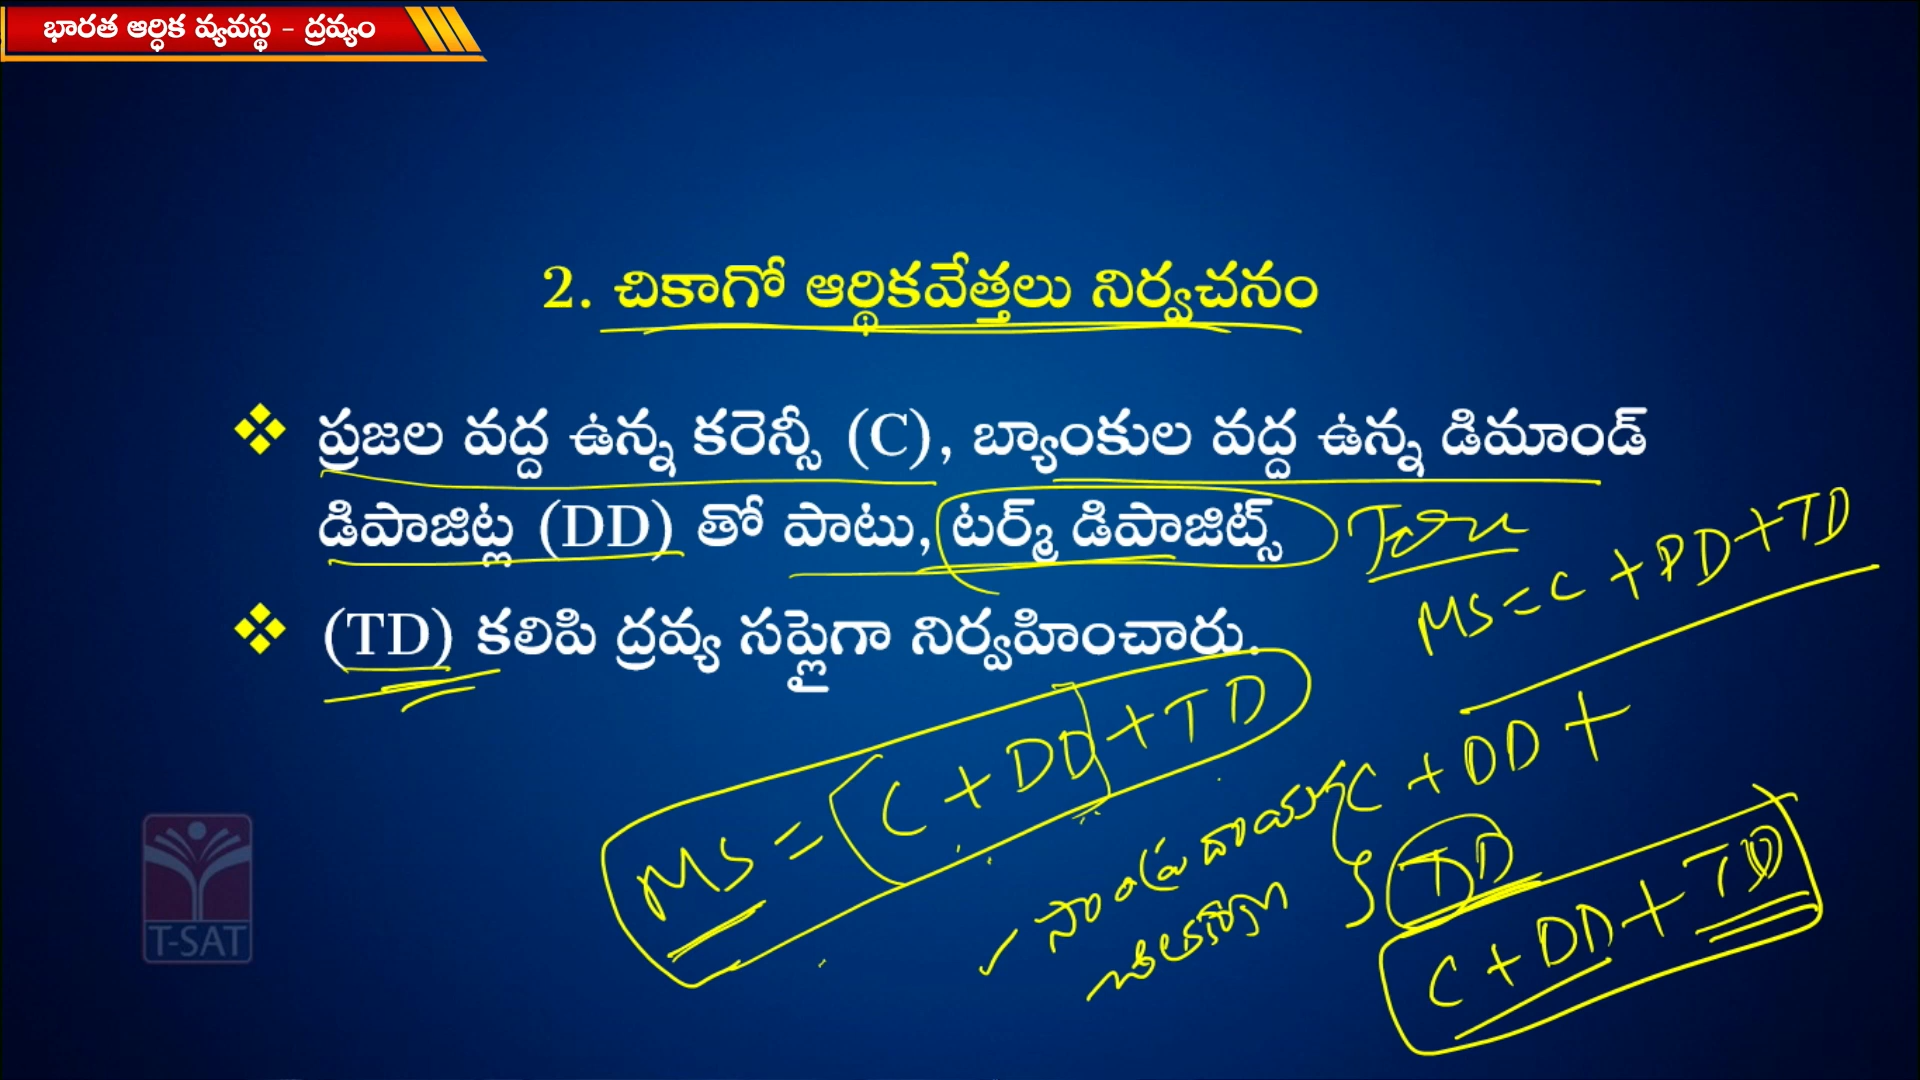 భారత ఆర్ధిక వ్యవస్థ - ద్రవ్యం
2. చికాగో ఆర్థికవేత్తలు నిర్వచనం
❖ ప్రజల వద్ద ఉన్న కరెన్సీ (C), బ్యాంకుల వద్ద ఉన్న డిమాండ్
డిపాజిట్ల (DD) తో పాటు, టర్మ్ డిపాజిట్స్
❖ (TD) కలిపి ద్రవ్య సప్లైగా నిర్వహించారు.
MS = C + DD + TD
MS = C + DD + TD
C + DD +
TD
C + DD + TD
T-SAT